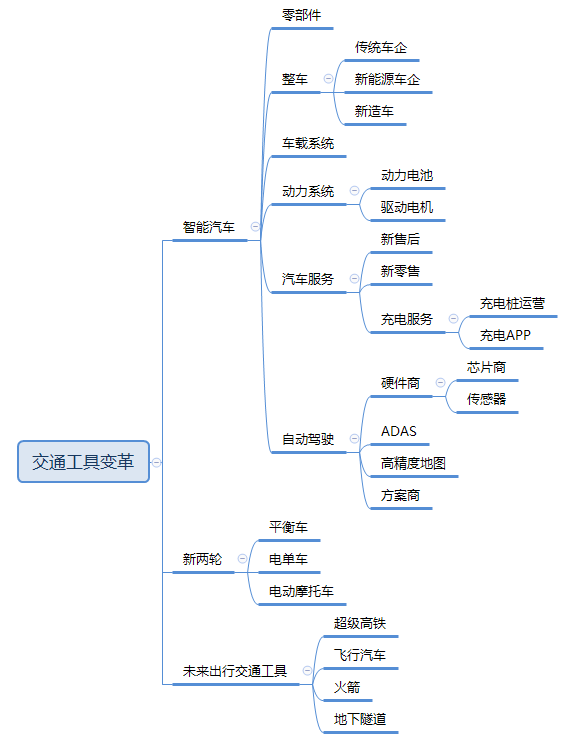 交通工具变革
智能汽车
零部件
整车
传统车企
新能源车企
新造车
车载系统
动力系统
动力电池
驱动电机
汽车服务
新售后
新零售
充电服务
充电桩运营
充电APP
自动驾驶
硬件商
芯片商
传感器
ADAS
高精度地图
方案商
新两轮
平衡车
电单车
电动摩托车
未来出行交通工具
超级高铁
飞行汽车
火箭
地下隧道